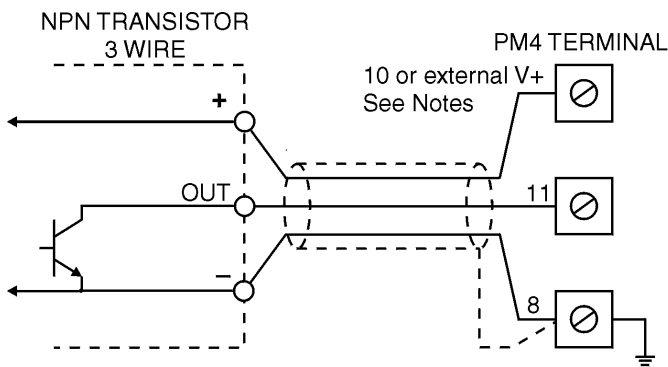 NPN TRANSISTOR
3 WIRE
PM4 TERMINAL
10 or external V+
See Notes
+
OUT
11
–
8